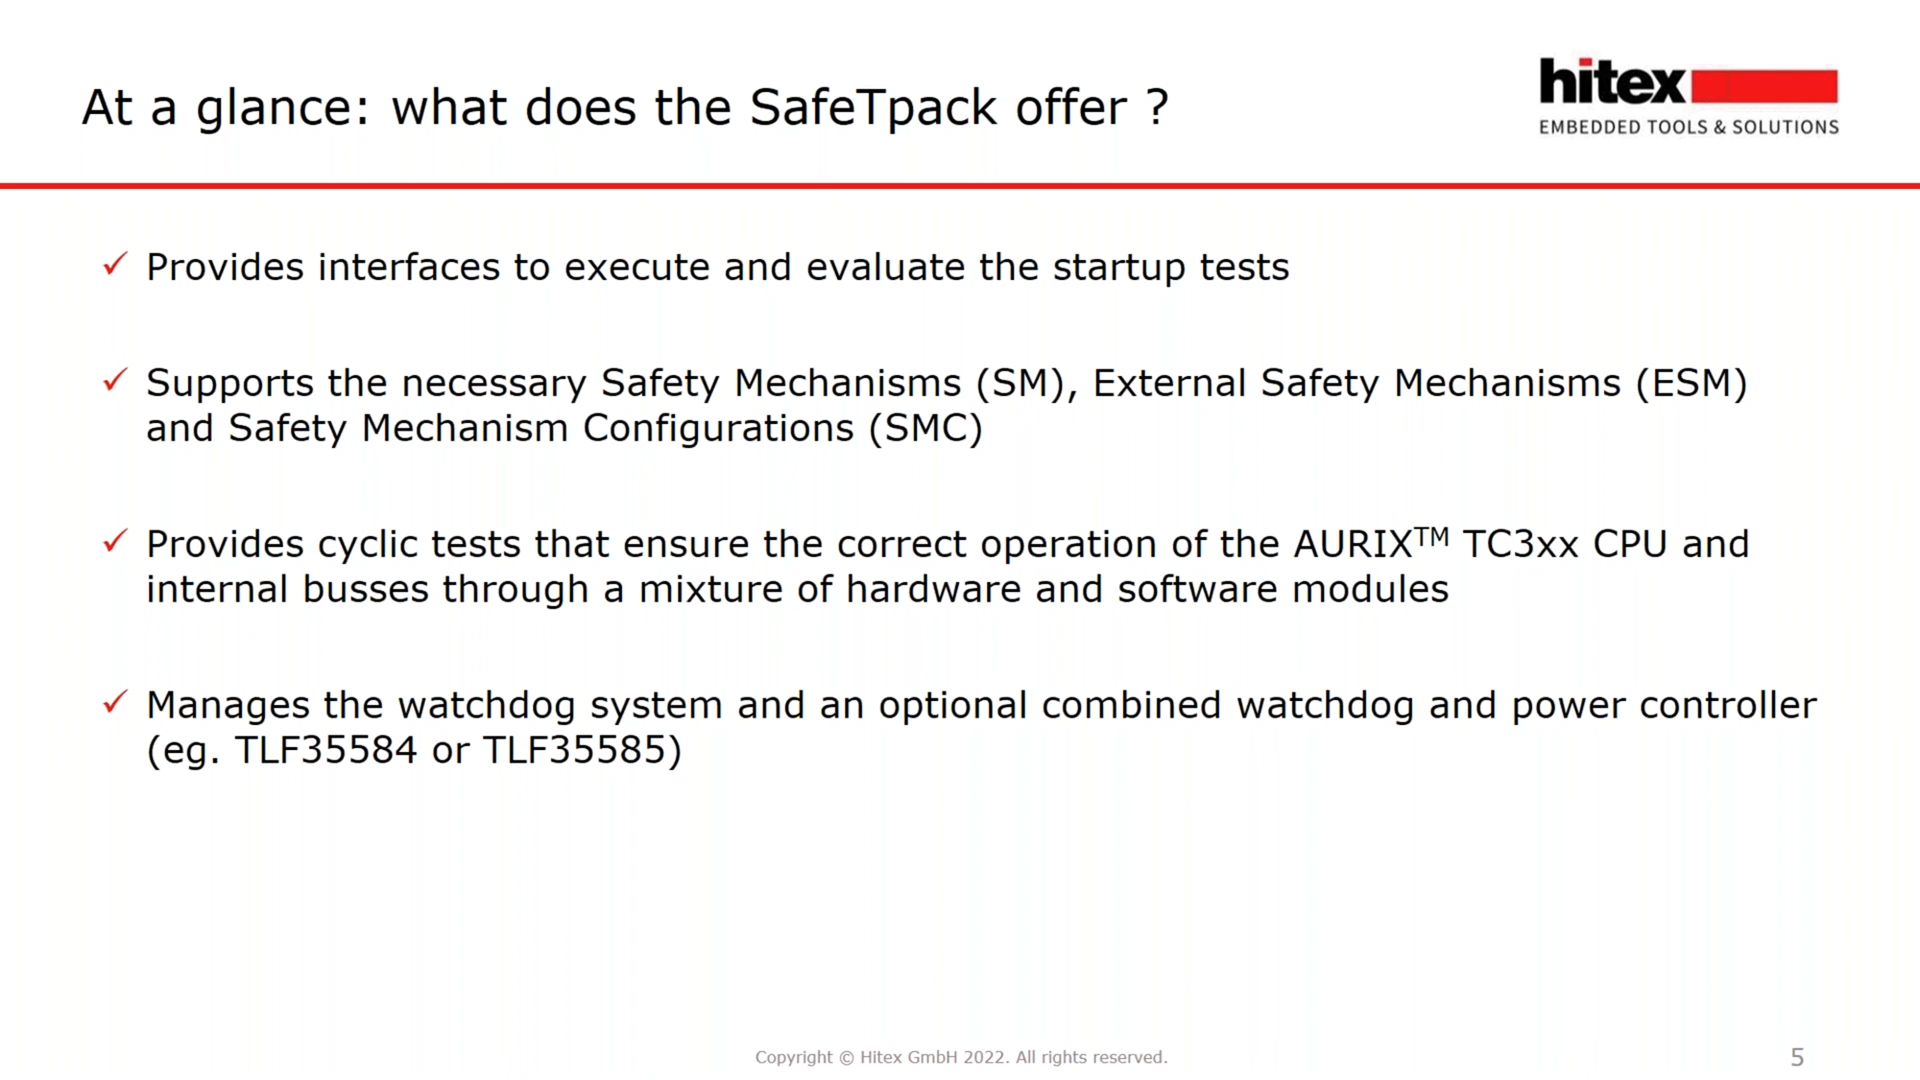 At a glance: what does the SafeTpack offer ?
hitex
EMBEDDED TOOLS & SOLUTIONS
✓ Provides interfaces to execute and evaluate the startup tests
✓ Supports the necessary Safety Mechanisms (SM), External Safety Mechanisms (ESM)
and Safety Mechanism Configurations (SMC)
✓ Provides cyclic tests that ensure the correct operation of the AURIX™ TC3xx CPU and
internal busses through a mixture of hardware and software modules
✓ Manages the watchdog system and an optional combined watchdog and power controller
(eg. TLF35584 or TLF35585)
Copyright © Hitex GmbH 2022. All rights reserved.
5